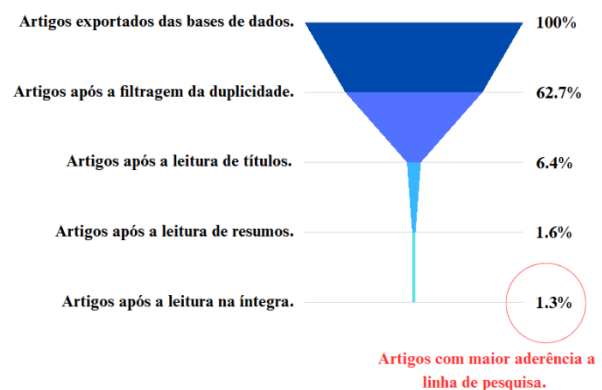 Artigos exportados das bases de dados. 100%
Artigos após a filtragem da duplicidade. 62.7%
Artigos após a leitura de títulos. 6.4%
Artigos após a leitura de resumos. 1.6%
Artigos após a leitura na íntegra. 1.3%
Artigos com maior aderência a
linha de pesquisa.